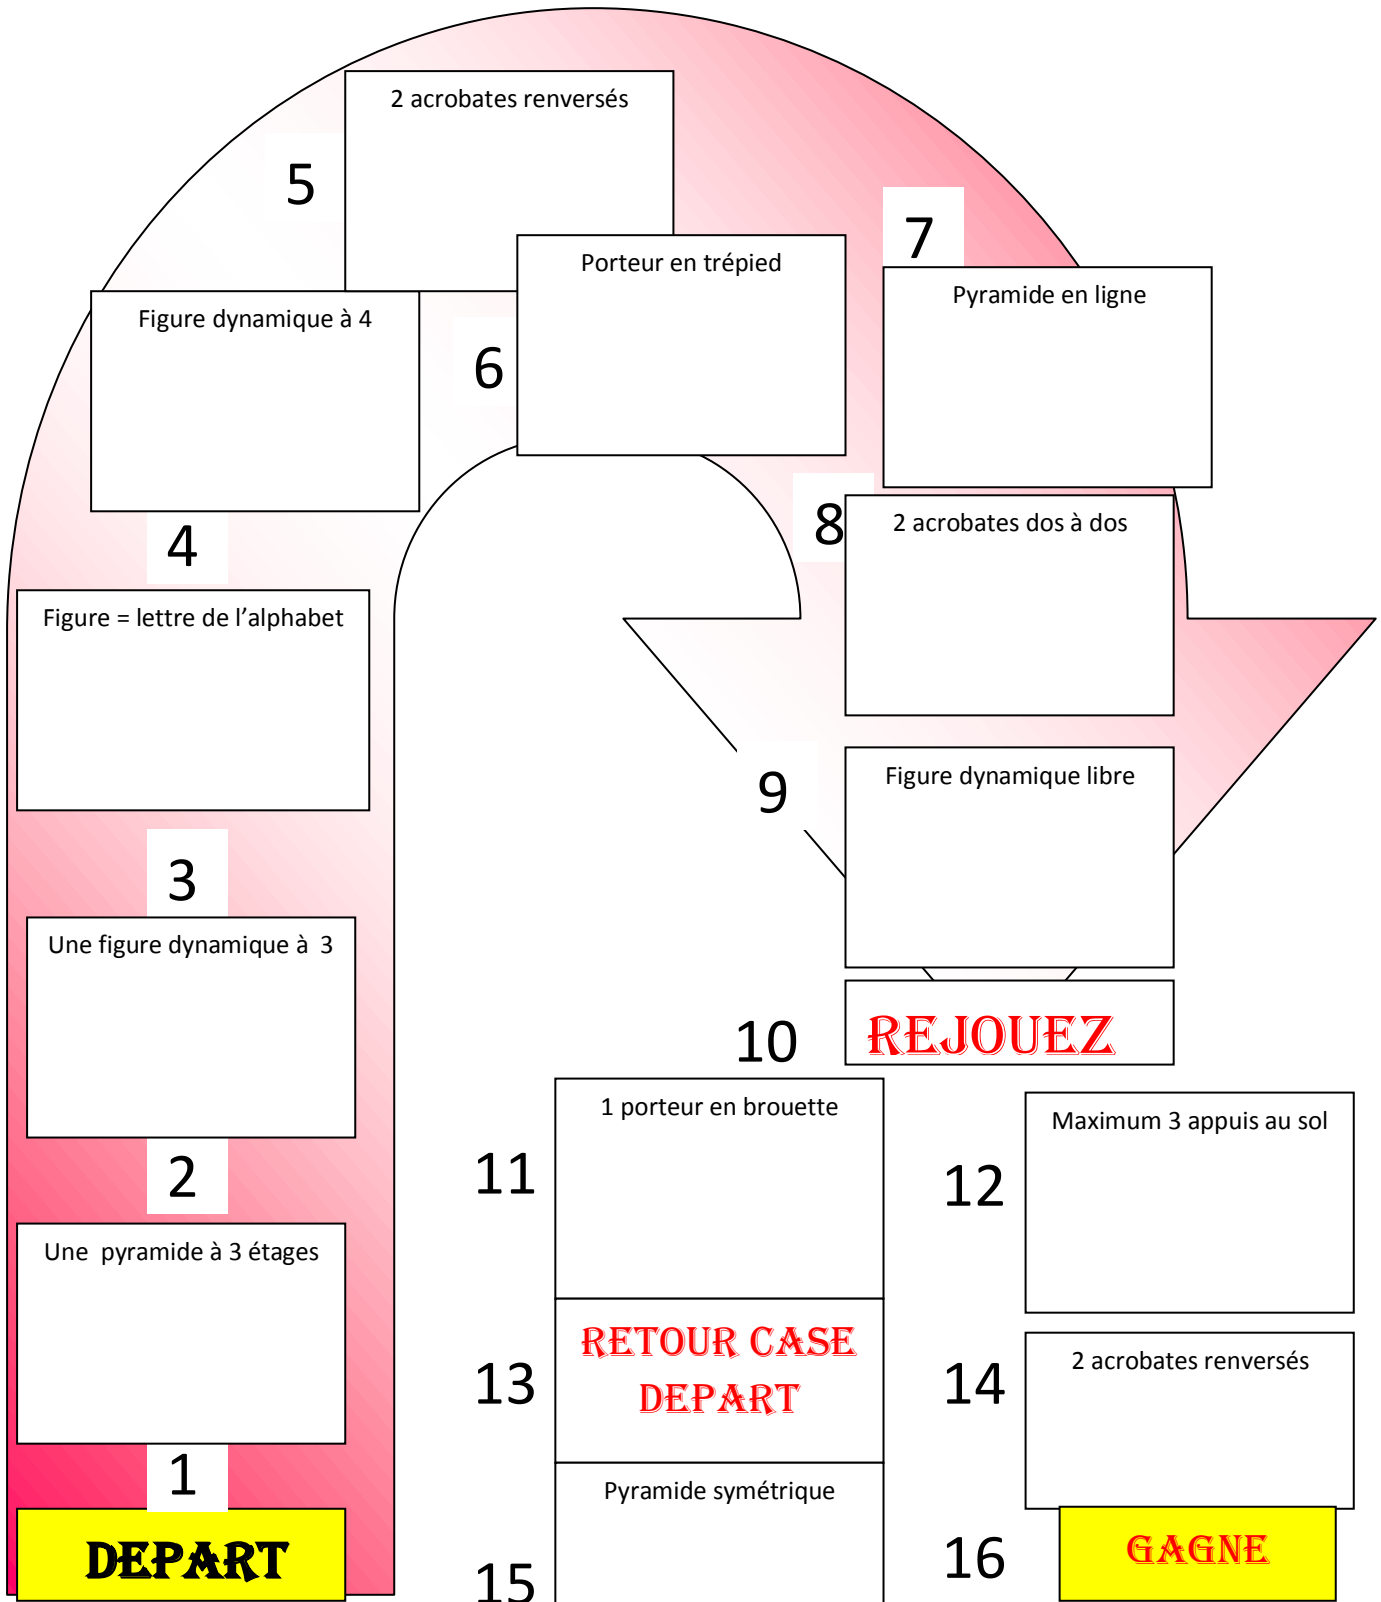 DEPART
1
Une pyramide à 3 étages
2
Une figure dynamique à 3
3
Figure = lettre de l’alphabet
4
Figure dynamique à 4
5
2 acrobates renversés
6
Porteur en trépied
7
Pyramide en ligne
8
2 acrobates dos à dos
9
Figure dynamique libre
10
REJOUEZ
11
1 porteur en brouette
12
Maximum 3 appuis au sol
13
RETOUR CASE
DEPART
14
2 acrobates renversés
15
Pyramide symétrique
16
GAGNE